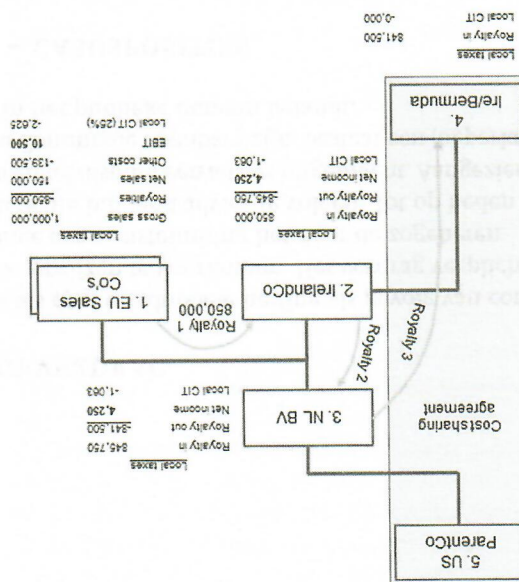 5. US
ParentCo
Costsharing
agreement
3. NL BV
Local taxes
Royalty in 845,750
Royalty out -841,500
Net income 4,250
Local CIT -1,063
Royalty 3
Royalty 2
2. IrelandCo
Royalty 1
850,000
1. EU Sales
Co's
Local taxes
Royalty in 850,000
Royalty out -845,750
Net income 4,250
Local CIT -1,063
Local taxes
Gross sales 1,000,000
Royalties -850,000
Net sales 150,000
Other costs -139,500
EBIT 10,500
Local CIT (25%) -2,625
4.
Ire/Bermuda
Local taxes
Royalty in 841,500
Local CIT -0,000